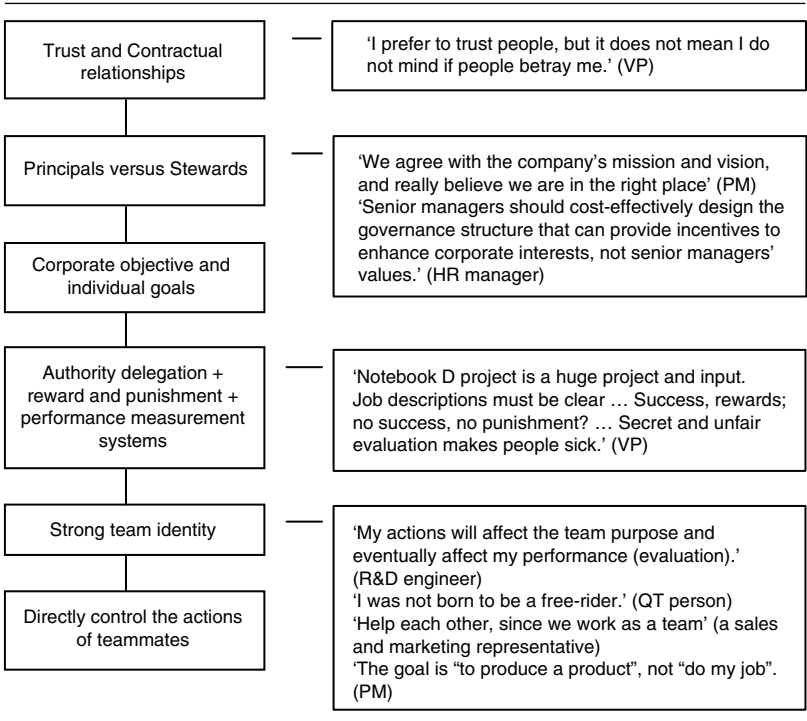 Trust and Contractual
relationships
‘I prefer to trust people, but it does not mean I do
not mind if people betray me.’ (VP)
Principals versus Stewards
‘We agree with the company’s mission and vision,
and really believe we are in the right place’ (PM)
‘Senior managers should cost-effectively design the
governance structure that can provide incentives to
enhance corporate interests, not senior managers’
values.’ (HR manager)
Corporate objective and
individual goals
Authority delegation +
reward and punishment +
performance measurement
systems
‘Notebook D project is a huge project and input.
Job descriptions must be clear … Success, rewards;
no success, no punishment? … Secret and unfair
evaluation makes people sick.’ (VP)
Strong team identity
‘My actions will affect the team purpose and
eventually affect my performance (evaluation).’
(R&D engineer)
‘I was not born to be a free-rider.’ (QT person)
‘Help each other, since we work as a team’ (a sales
and marketing representative)
‘The goal is “to produce a product”, not “do my job”.
(PM)
Directly control the actions
of teammates